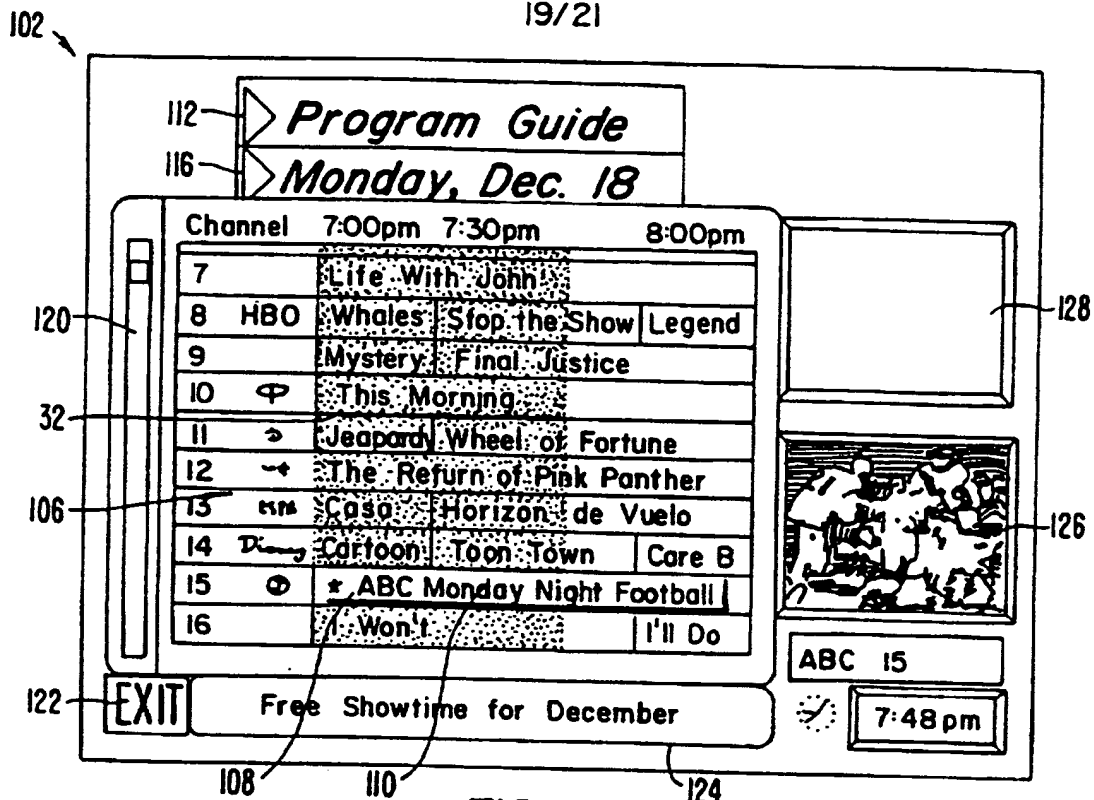 19/21
102
112
Program Guide
116
Monday, Dec. 18
Channel 7:00pm 7:30pm 8:00pm
7 Life With John
8 HBO Whales Stop the Show Legend
128
120
9 Mystery Final Justice
10 This Morning
32
11 Jeopardy Wheel of Fortune
12 The Return of Pink Panther
106
13 Casa Horizon de Vuelo
126
14 Disney Cartoon Toon Town Care B
15 * ABC Monday Night Football
16 I Won't I'll Do
ABC 15
122
EXIT
Free Showtime for December
7:48pm
108
110
124